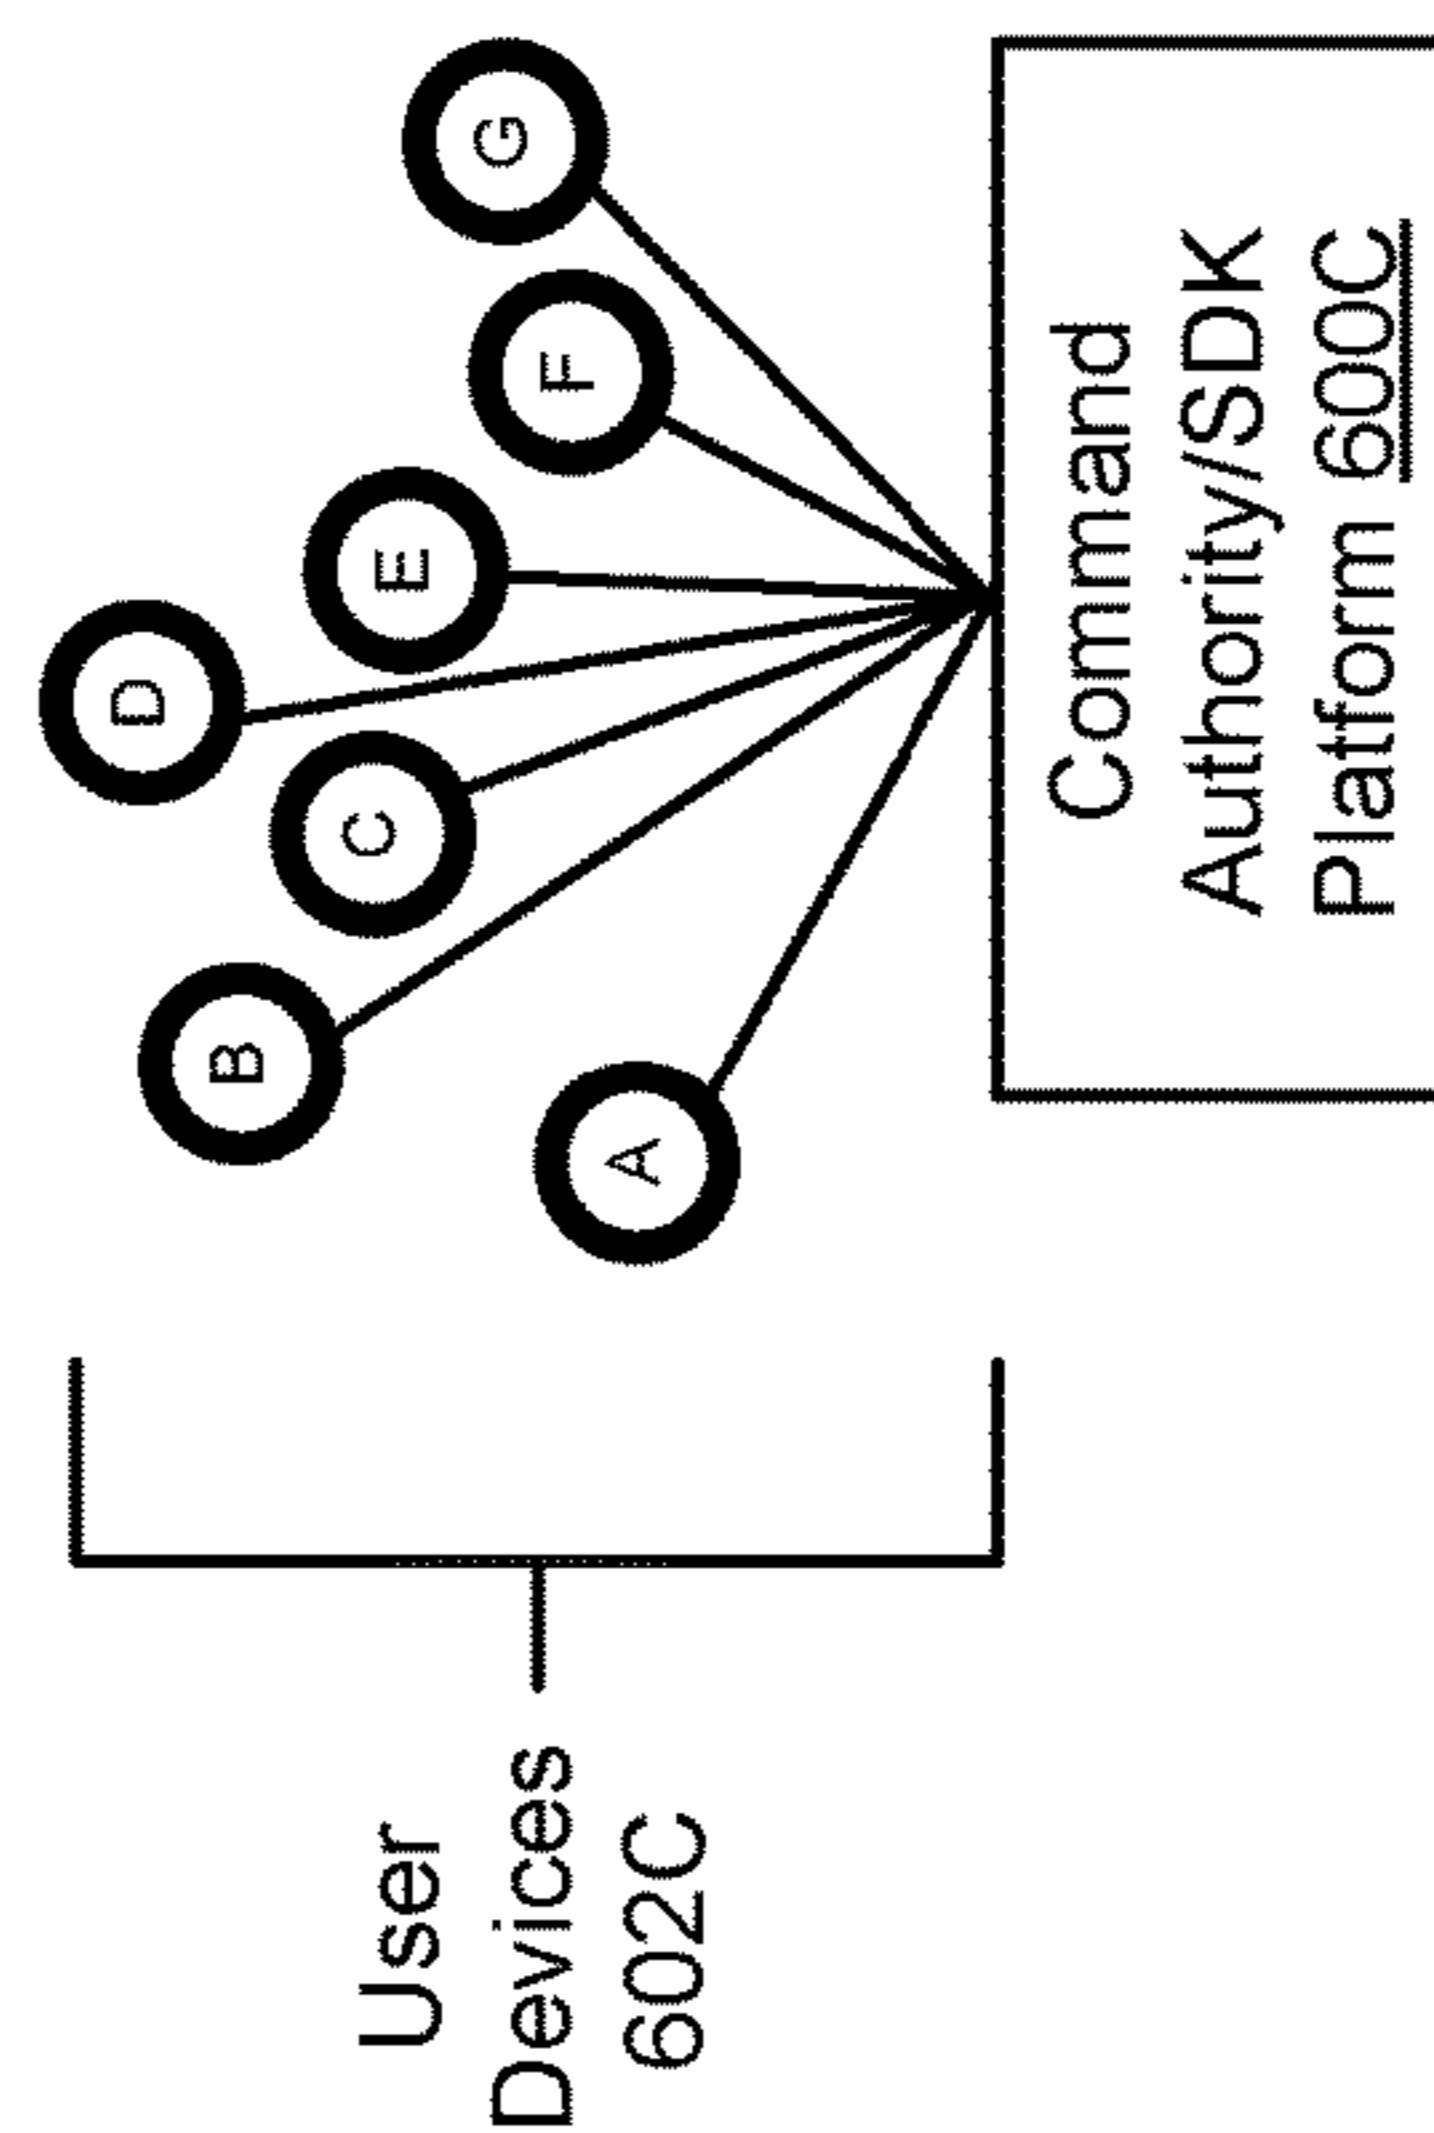 User
Devices
602C
A
B
C
D
E
F
G
Command
Authority/SDK
Platform 600C